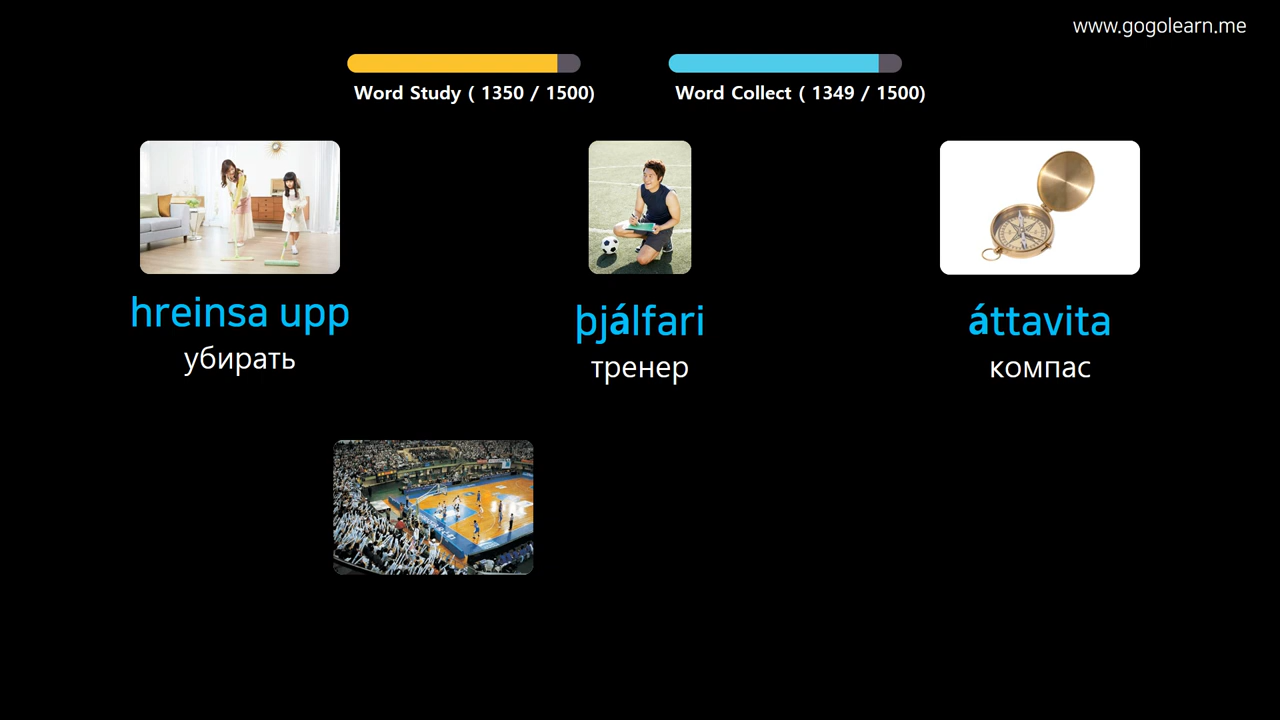 www.gogolearn.me
Word Study ( 1350 / 1500)
Word Collect ( 1349 / 1500)
hreinsa upp
убирать
þjálfari
тренер
áttavita
компас